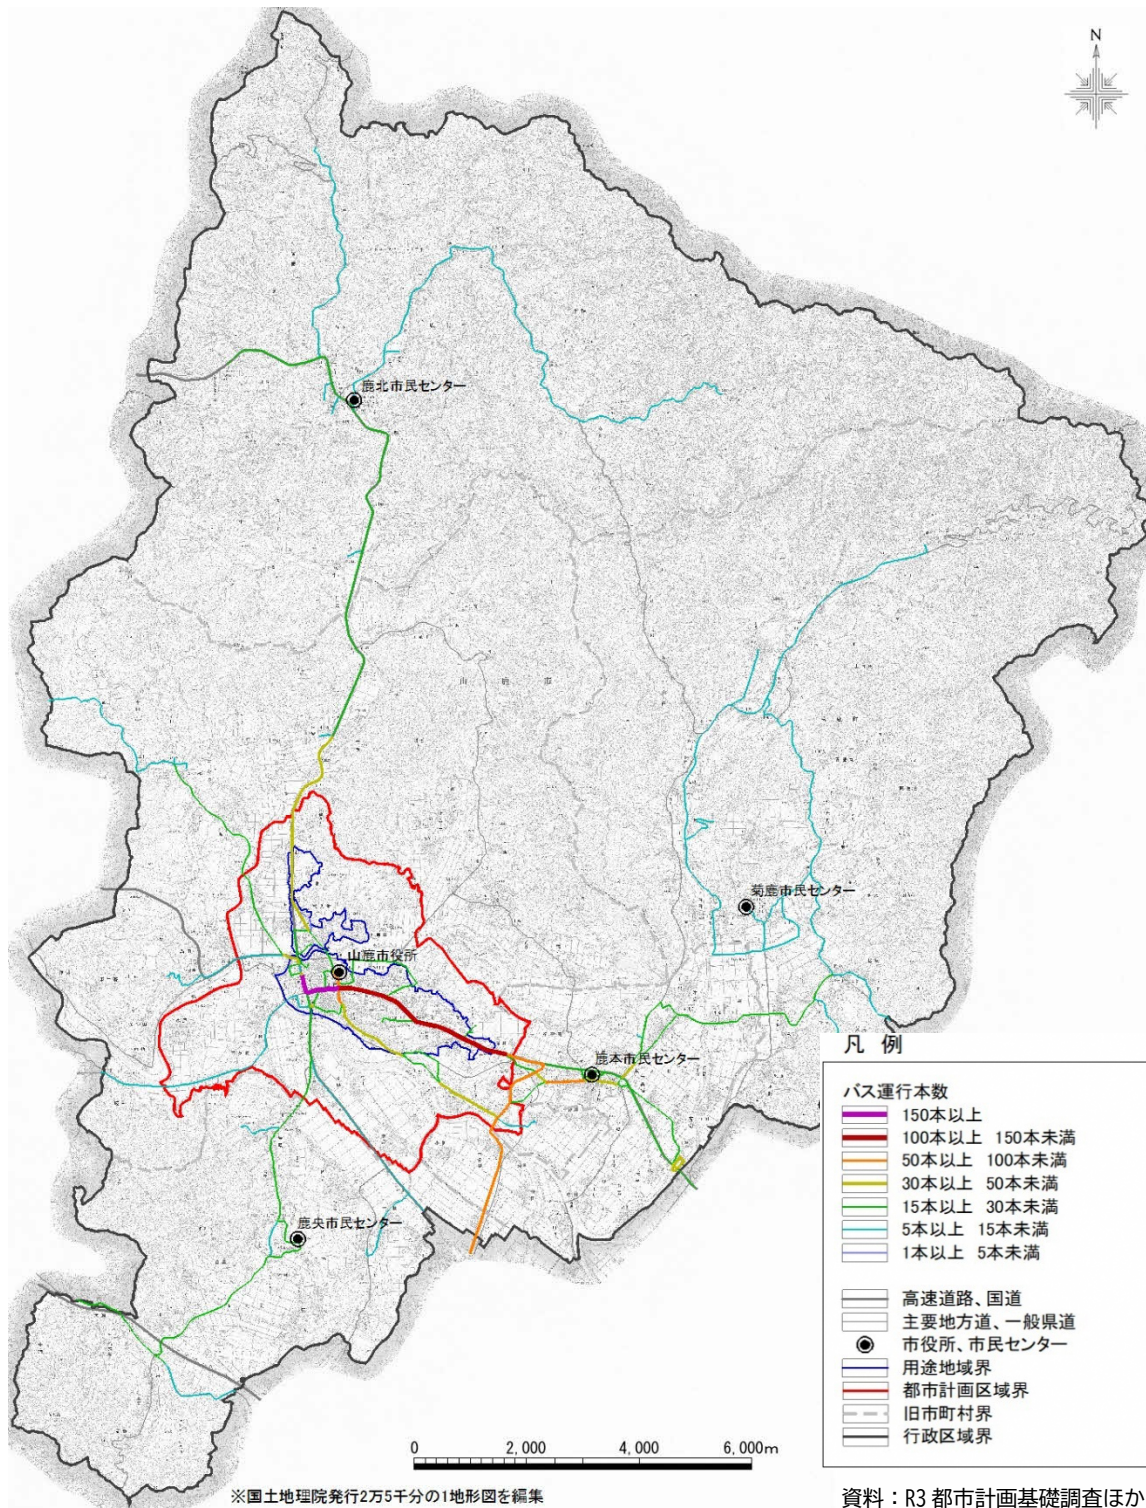 N
鹿北市民センター
山鹿市
菊鹿市民センター
山鹿市役所
鹿本市民センター
鹿央市民センター
凡 例
バス運行本数
150本以上
100本以上 150本未満
50本以上 100本未満
30本以上 50本未満
15本以上 30本未満
5本以上 15本未満
1本以上 5本未満
高速道路、国道
主要地方道、一般県道
市役所、市民センター
用途地域界
都市計画区域界
旧市町村界
行政区域界
0 2,000 4,000 6,000m
※国土地理院発行2万5千分の1地形図を編集
資料：R3 都市計画基礎調査ほか